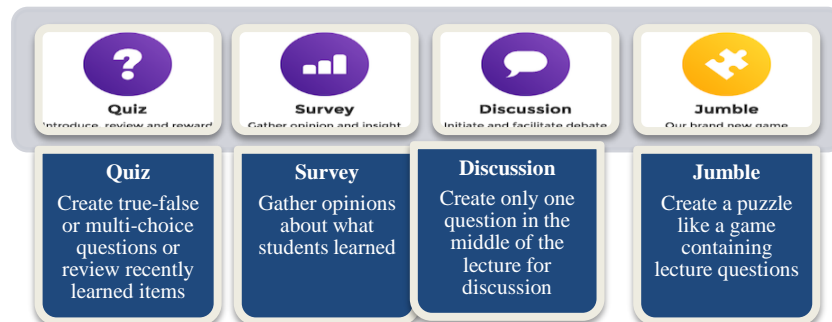 ?
Quiz
Introduce, review and reward
Survey
Gather opinion and insight
Discussion
Initiate and facilitate debate
Jumble
Our brand new game
Quiz
Create true-false
or multi-choice
questions or
review recently
learned items
Survey
Gather opinions
about what
students learned
Discussion
Create only one
question in the
middle of the
lecture for
discussion
Jumble
Create a puzzle
like a game
containing
lecture questions